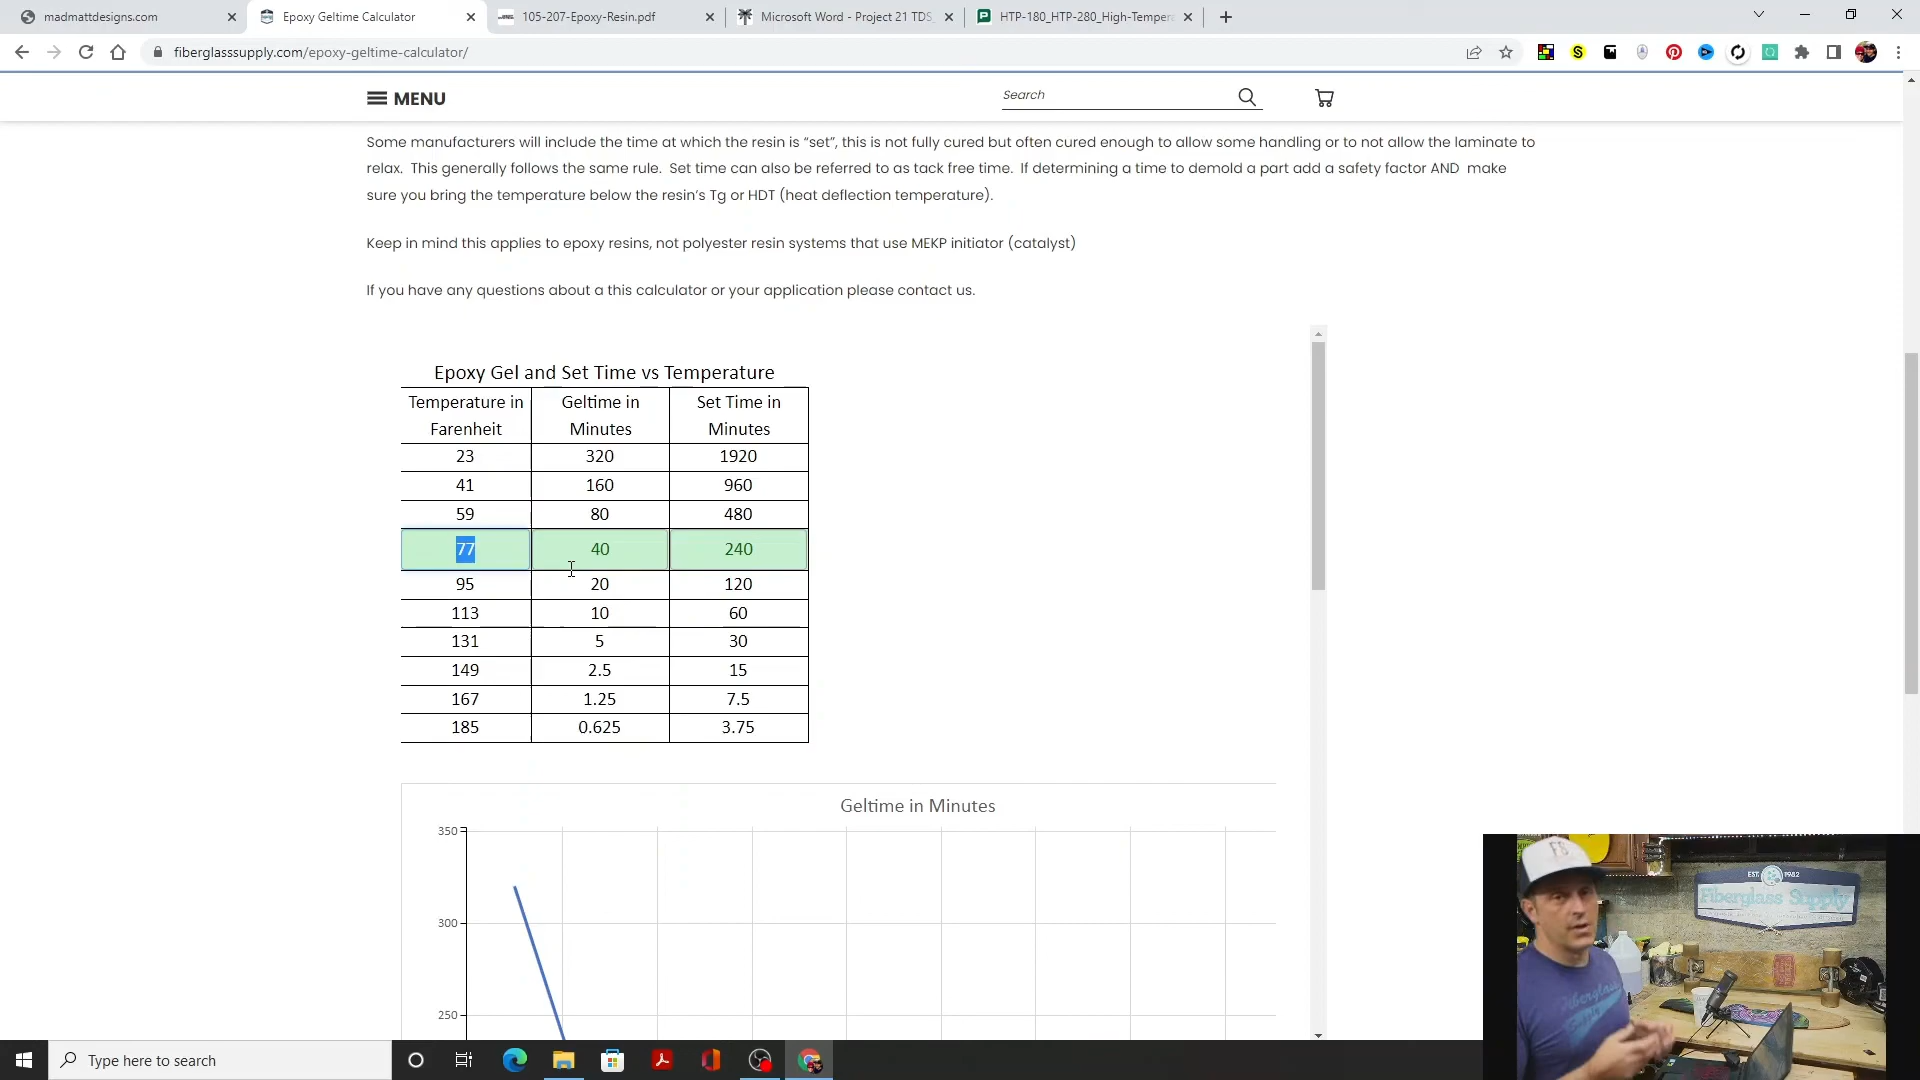 madmattdesigns.com
Epoxy Geltime Calculator
105-207-Epoxy-Resin.pdf
Microsoft Word - Project 21 TDS
HTP-180_HTP-280_High-Tempera
fiberglasssupply.com/epoxy-geltime-calculator/
MENU
Search
Some manufacturers will include the time at which the resin is “set”, this is not fully cured but often cured enough to allow some handling or to not allow the laminate to
relax. This generally follows the same rule. Set time can also be referred to as tack free time. If determining a time to demold a part add a safety factor AND make
sure you bring the temperature below the resin’s Tg or HDT (heat deflection temperature).
Keep in mind this applies to epoxy resins, not polyester resin systems that use MEKP initiator (catalyst)
If you have any questions about a this calculator or your application please contact us.
Epoxy Gel and Set Time vs Temperature
Temperature in Farenheit Geltime in Minutes Set Time in Minutes
23 320 1920
41 160 960
59 80 480
77 40 240
95 20 120
113 10 60
131 5 30
149 2.5 15
167 1.25 7.5
185 0.625 3.75
Geltime in Minutes
350
300
250
EST. 1982
Fiberglass Supply
Type here to search